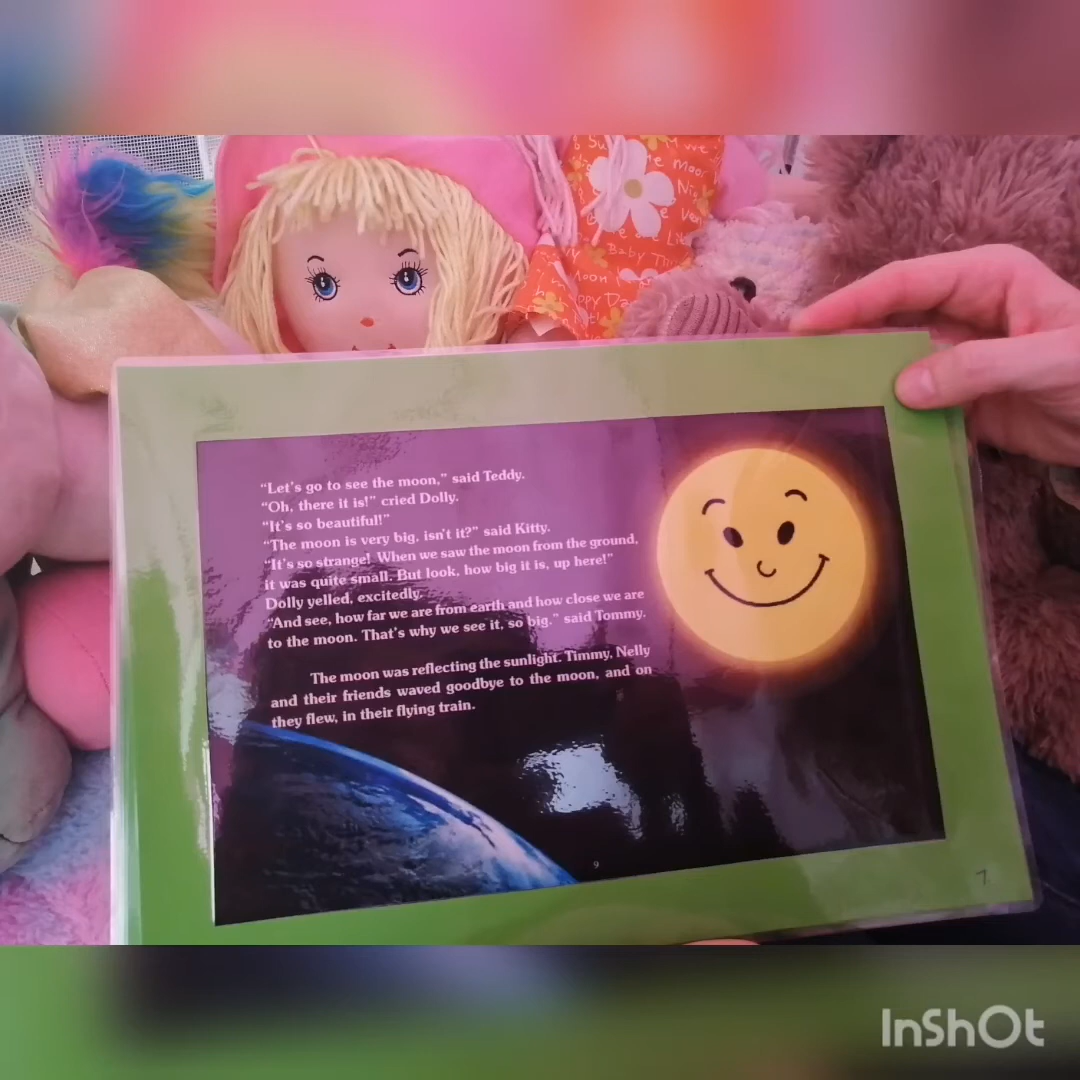 "Let's go to see the moon," said Teddy.
"Oh, there it is!" cried Dolly.
"It's so beautiful!"
"The moon is very big, isn't it?" said Kitty.
"It's so strange! When we saw the moon from the ground,
it was quite small. But look, how big it is, up here!"
Dolly yelled, excitedly.
"And see, how far we are from earth and how close we are
to the moon. That's why we see it, so big," said Tommy.
The moon was reflecting the sunlight. Timmy, Nelly
and their friends waved goodbye to the moon, and on
they flew, in their flying train.
9
7.
Baby
Moon
InShOt